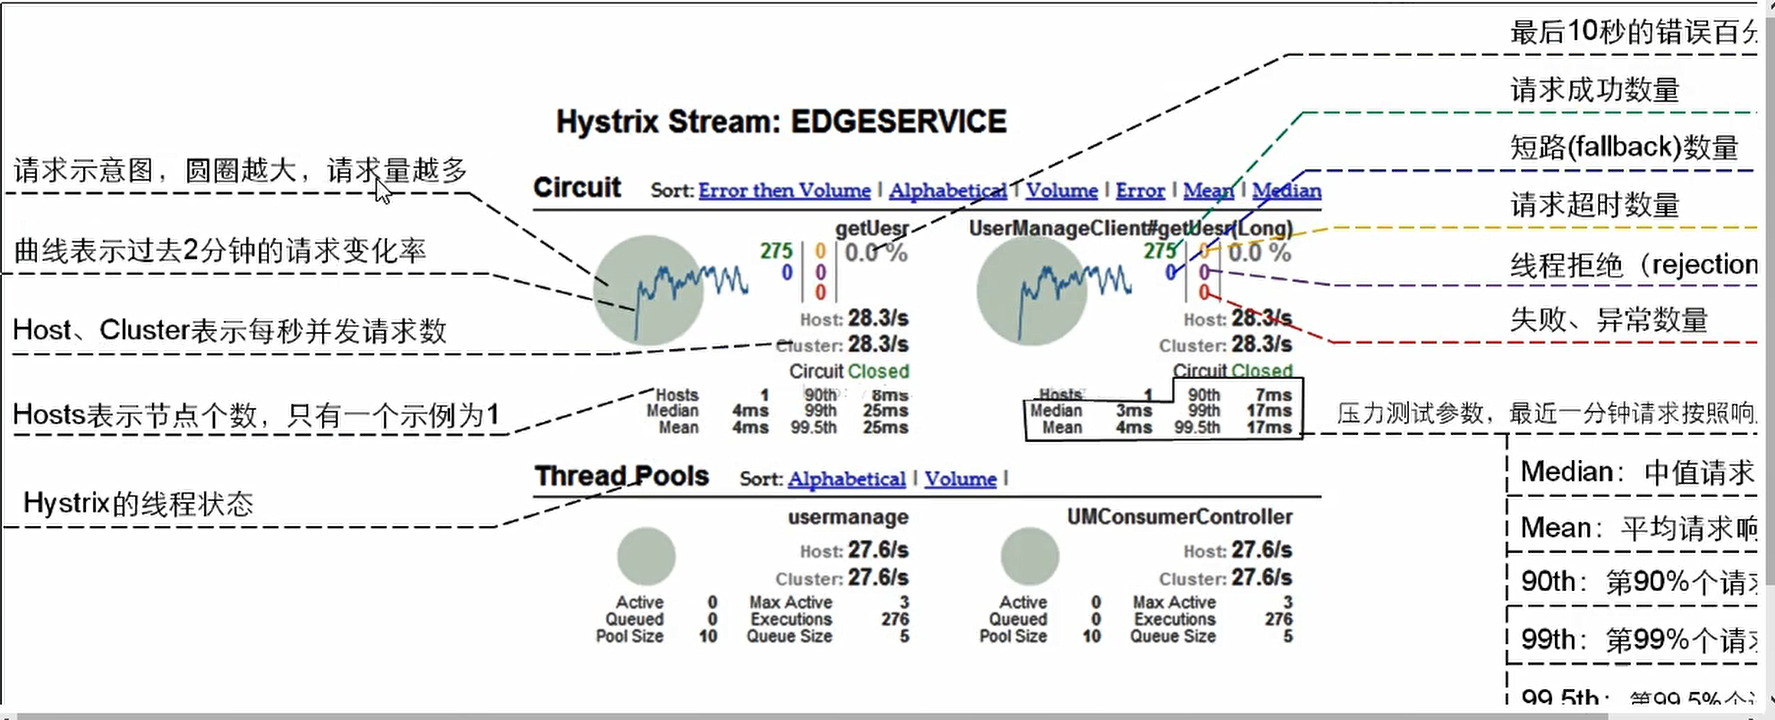 最后10秒的错误百分
请求成功数量
Hystrix Stream: EDGESERVICE
短路(fallback)数量
请求示意图，圆圈越大，请求量越多
Circuit Sort: Error then Volume | Alphabetical | Volume | Error | Mean | Median
请求超时数量
getUesr UserManageClient#getUesr(Long)
曲线表示过去2分钟的请求变化率
275 0 0.0 % 275 0 0.0 %
0 0 0 0
线程拒绝（rejection
0 0
Host: 28.3/s Host: 28.3/s
失败、异常数量
Host、Cluster表示每秒并发请求数
Cluster: 28.3/s Cluster: 28.3/s
Circuit Closed Circuit Closed
Hosts 1 90th 8ms Hosts 1 90th 7ms
Median 4ms 99th 25ms Median 3ms 99th 17ms
Mean 4ms 99.5th 25ms Mean 4ms 99.5th 17ms
Hosts表示节点个数，只有一个示例为1
压力测试参数，最近一分钟请求按照响
Thread Pools Sort: Alphabetical | Volume |
Median：中值请求
Hystrix的线程状态
usermanage UMConsumerController
Mean：平均请求响
Host: 27.6/s Host: 27.6/s
Cluster: 27.6/s Cluster: 27.6/s
90th：第90%个请求
Active 0 Max Active 3 Active 0 Max Active 3
Queued 0 Executions 276 Queued 0 Executions 276
Pool Size 10 Queue Size 5 Pool Size 10 Queue Size 5
99th：第99%个请求
99.5th：第99.5%个